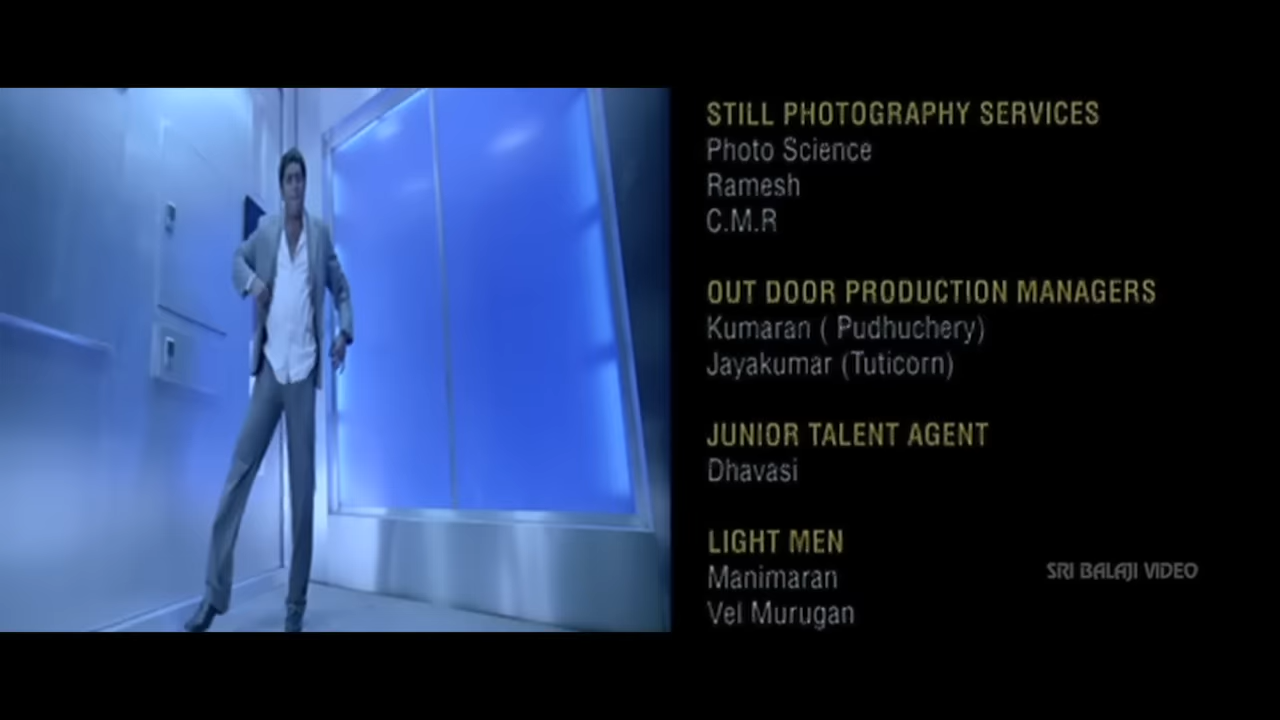 STILL PHOTOGRAPHY SERVICES
Photo Science
Ramesh
C.M.R
OUT DOOR PRODUCTION MANAGERS
Kumaran ( Pudhuchery)
Jayakumar (Tuticorn)
JUNIOR TALENT AGENT
Dhavasi
LIGHT MEN
Manimaran
Vel Murugan
SRI BALAJI VIDEO